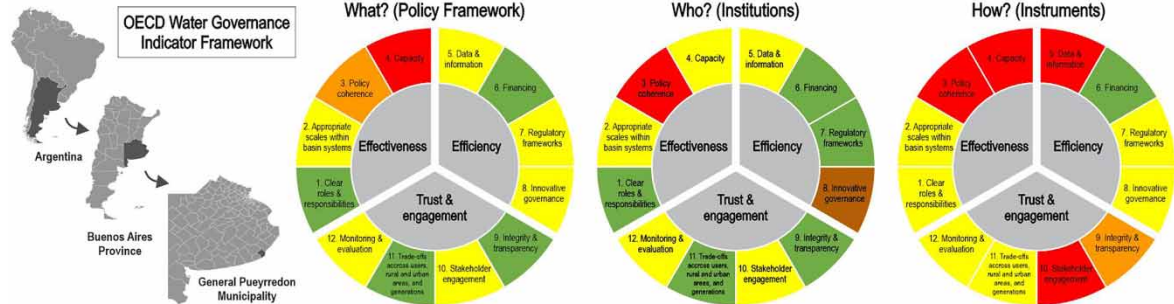 OECD Water Governance
Indicator Framework
Argentina
Buenos Aires
Province
General Pueyrredon
Municipality
What? (Policy Framework)
4. Capacity
5. Data &
information
3. Policy
coherence
6. Financing
2. Appropriate
scales within
basin systems
Effectiveness
Efficiency
7. Regulatory
frameworks
1. Clear
roles &
responsibilities
Trust &
engagement
8. Innovative
governance
12. Monitoring &
evaluation
11. Trade-offs
accross users,
rural and urban
areas, and
generations
10. Stakeholder
engagement
9. Integrity &
transparency
Who? (Institutions)
4. Capacity
5. Data &
information
3. Policy
coherence
6. Financing
2. Appropriate
scales within
basin systems
Effectiveness
Efficiency
7. Regulatory
frameworks
1. Clear
roles &
responsibilities
Trust &
engagement
8. Innovative
governance
12. Monitoring &
evaluation
11. Trade-offs
accross users,
rural and urban
areas, and
generations
10. Stakeholder
engagement
9. Integrity &
transparency
How? (Instruments)
4. Capacity
5. Data &
information
3. Policy
coherence
6. Financing
2. Appropriate
scales within
basin systems
Effectiveness
Efficiency
7. Regulatory
frameworks
1. Clear
roles &
responsibilities
Trust &
engagement
8. Innovative
governance
12. Monitoring &
evaluation
11. Trade-offs
accross users,
rural and urban
areas, and
generations
10. Stakeholder
engagement
9. Integrity &
transparency